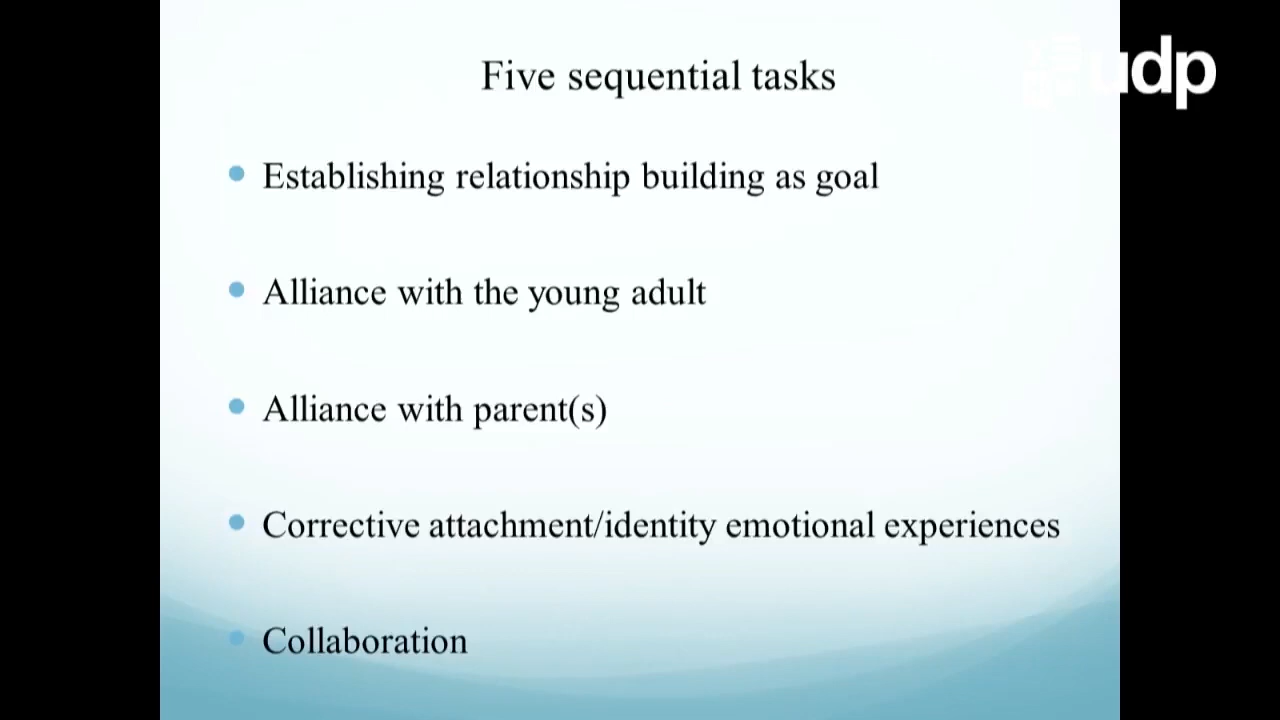 udp
Five sequential tasks
Establishing relationship building as goal
Alliance with the young adult
Alliance with parent(s)
Corrective attachment/identity emotional experiences
Collaboration